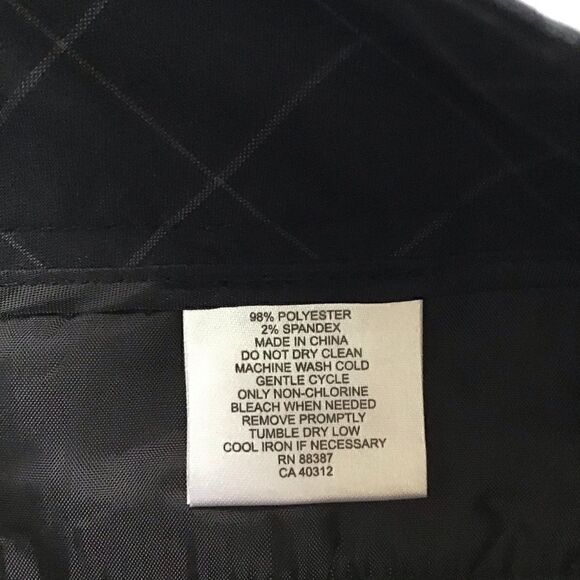 98% POLYESTER
2% SPANDEX
MADE IN CHINA
DO NOT DRY CLEAN
MACHINE WASH COLD
GENTLE CYCLE
ONLY NON-CHLORINE
BLEACH WHEN NEEDED
REMOVE PROMPTLY
TUMBLE DRY LOW
COOL IRON IF NECESSARY
RN 88387
CA 40312